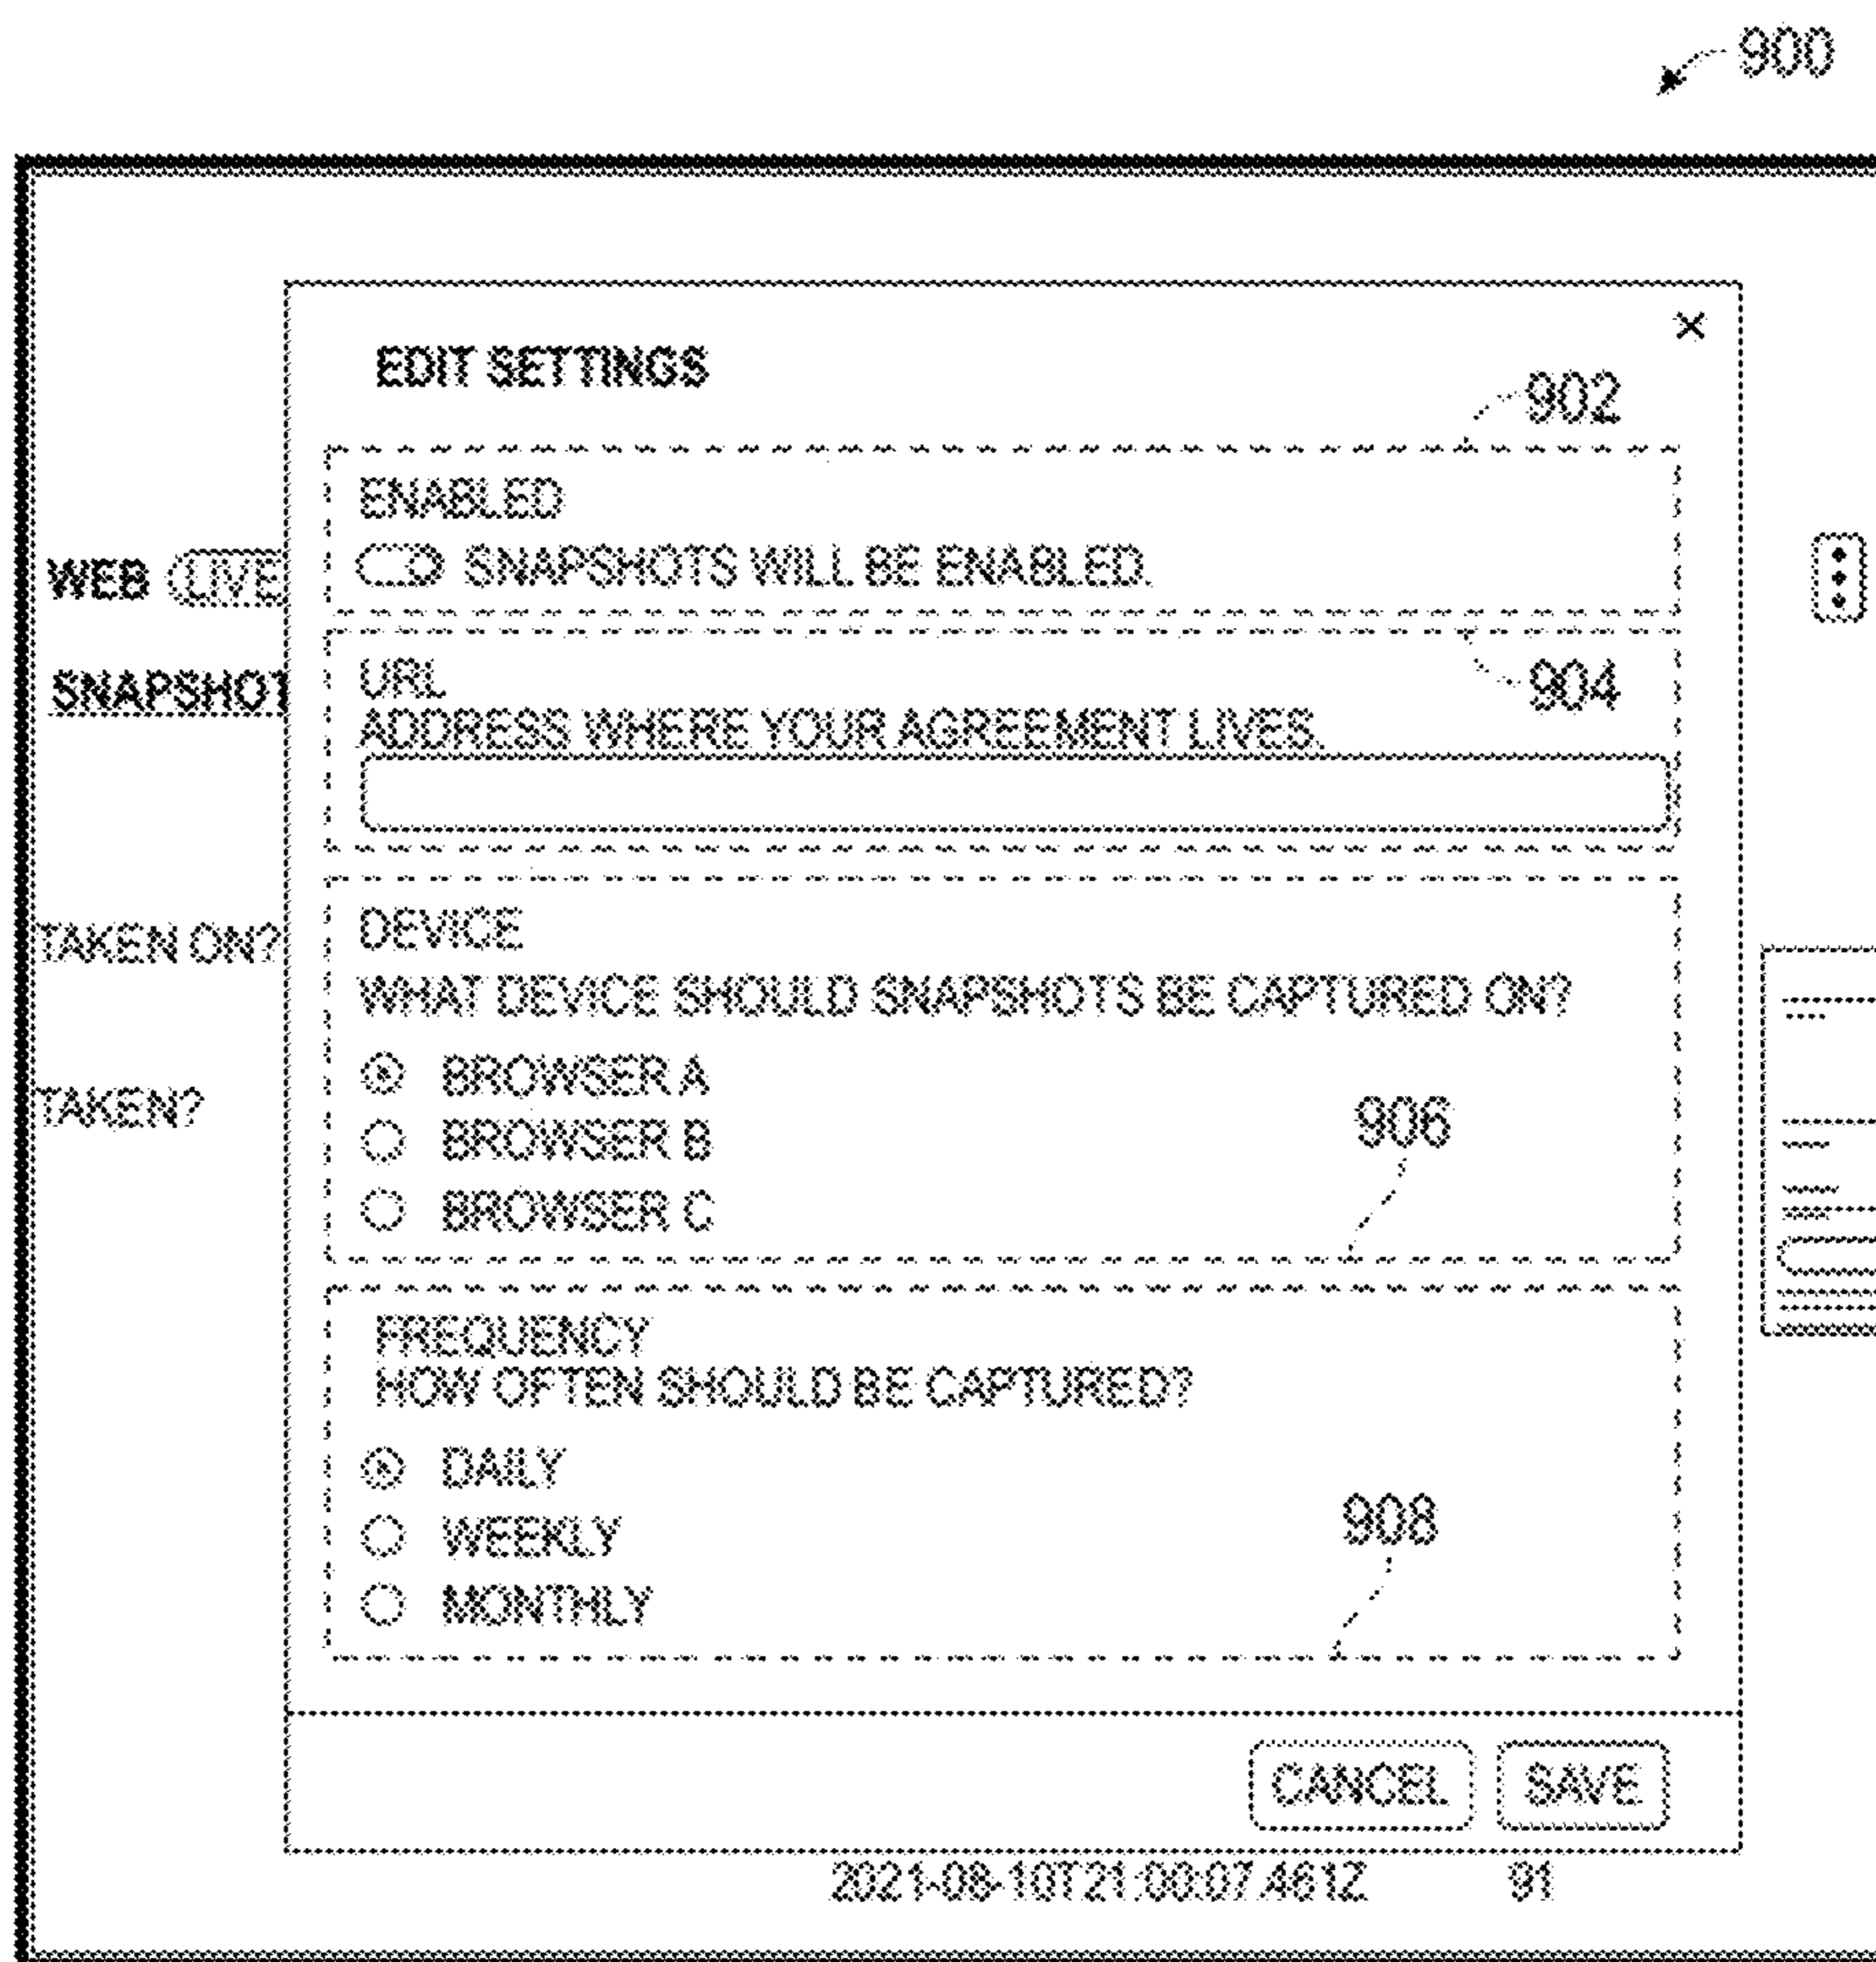 900
×
EDIT SETTINGS
902
ENABLED
SNAPSHOTS WILL BE ENABLED.
WEB LIVE
SNAPSHOT
904
URL
ADDRESS WHERE YOUR AGREEMENT LIVES.
DEVICE
TAKEN ON?
WHAT DEVICE SHOULD SNAPSHOTS BE CAPTURED ON?
BROWSER A
TAKEN?
906
BROWSER B
BROWSER C
FREQUENCY
HOW OFTEN SHOULD BE CAPTURED?
DAILY
908
WEEKLY
MONTHLY
CANCEL SAVE
2021-08-10T21:00:07.461Z 91